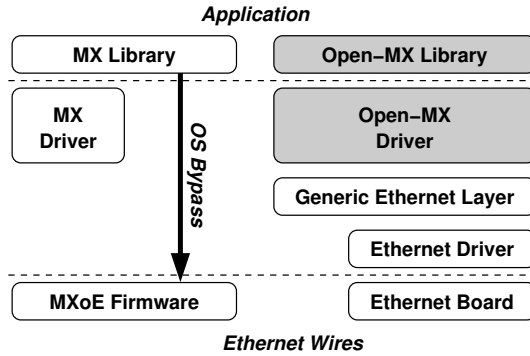 Application
MX Library
Open−MX Library
MX
Driver
OS Bypass
Open−MX
Driver
Generic Ethernet Layer
Ethernet Driver
MXoE Firmware
Ethernet Board
Ethernet Wires